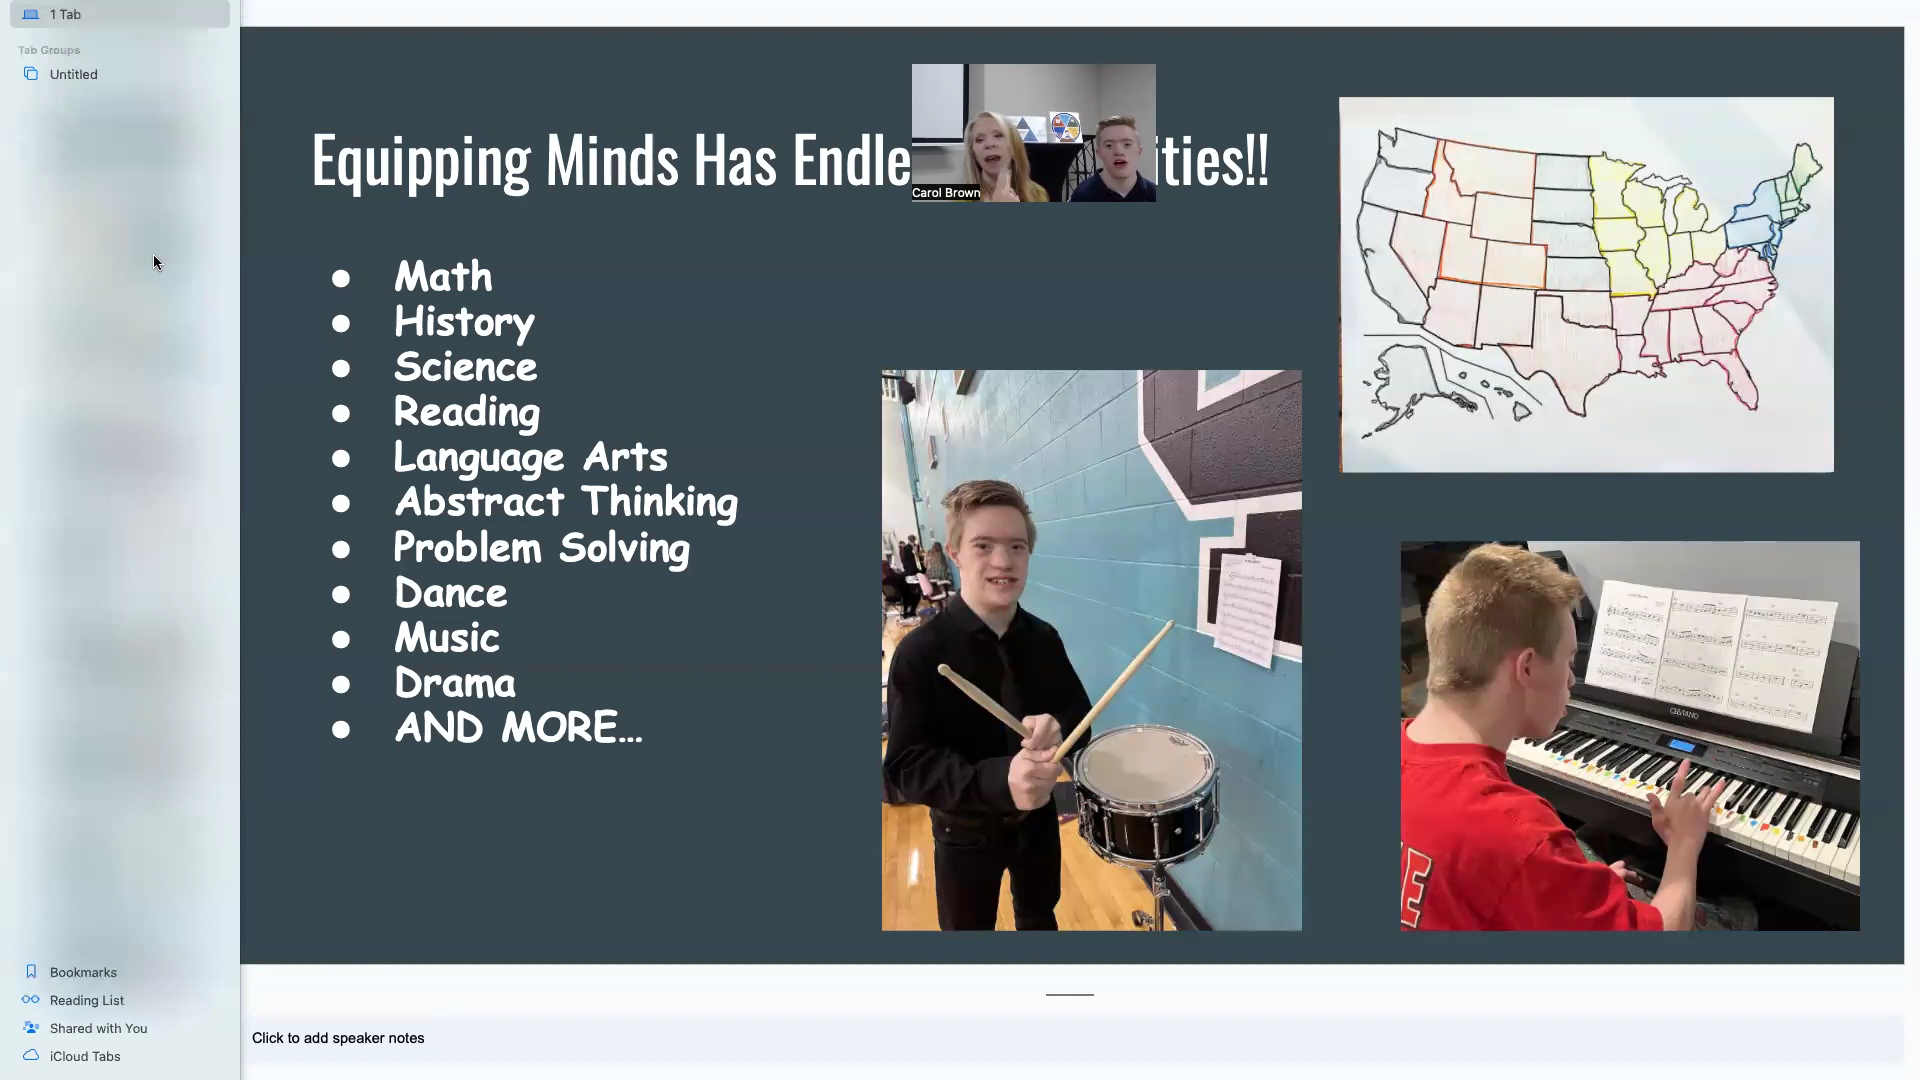 1 Tab
Tab Groups
Untitled
Equipping Minds Has Endle ities!!
Carol Brown
● Math
● History
● Science
● Reading
● Language Arts
● Abstract Thinking
● Problem Solving
● Dance
● Music
● Drama
● AND MORE...
CELVIANO
Bookmarks
Reading List
Shared with You
iCloud Tabs
Click to add speaker notes